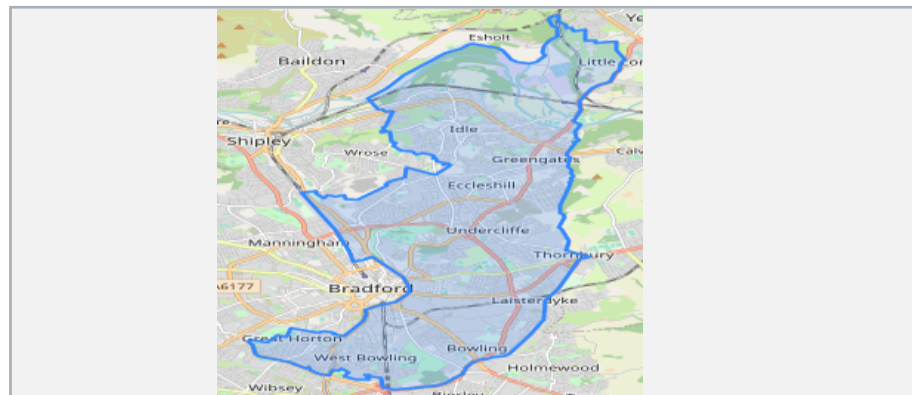 Esholt
Baildon
Idle
Shipley
Wrose
Greengates
Eccleshill
Undercliffe
Manningham
Thornbury
A6177
Bradford
Laisterdyke
Great Horton
West Bowling
Bowling
Holmewood
Wibsey